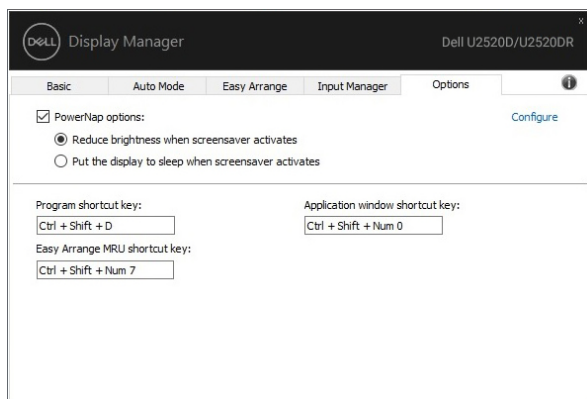 DELL Display Manager
Dell U2520D/U2520DR
x
Basic
Auto Mode
Easy Arrange
Input Manager
Options
i
PowerNap options:
Configure
Reduce brightness when screensaver activates
Put the display to sleep when screensaver activates
Program shortcut key:
Application window shortcut key:
Ctrl + Shift + D
Ctrl + Shift + Num 0
Easy Arrange MRU shortcut key:
Ctrl + Shift + Num 7